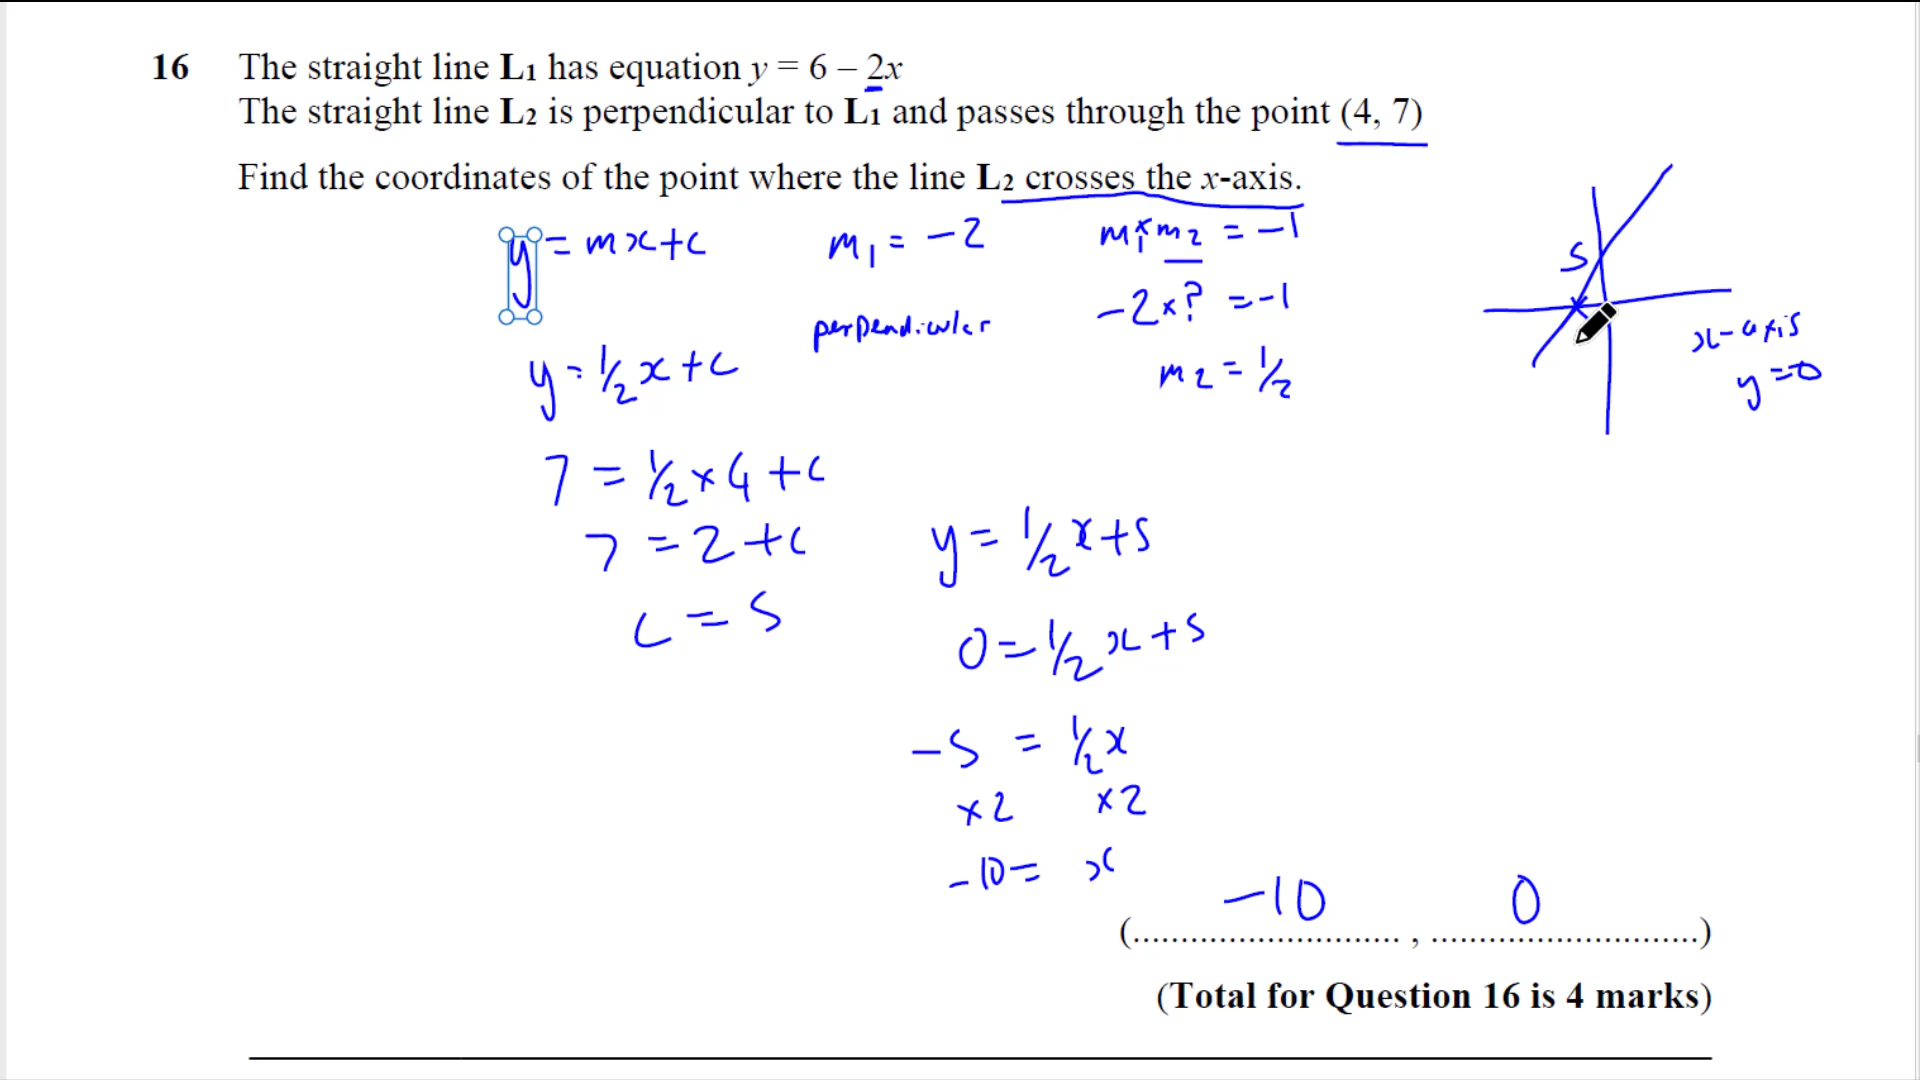 16 The straight line L1 has equation y = 6 – 2x
The straight line L2 is perpendicular to L1 and passes through the point (4, 7)
Find the coordinates of the point where the line L2 crosses the x-axis.
y = mx+c
m1 = -2
m1 × m2 = -1
perpendicular
-2 × ? = -1
m2 = 1/2
5
x-axis
y=0
y = 1/2 x + c
7 = 1/2 × 4 + c
7 = 2 + c
c = 5
y = 1/2 x + 5
0 = 1/2 x + 5
-5 = 1/2 x
×2 ×2
-10 = x
-10 0
(............................ , ............................)
(Total for Question 16 is 4 marks)